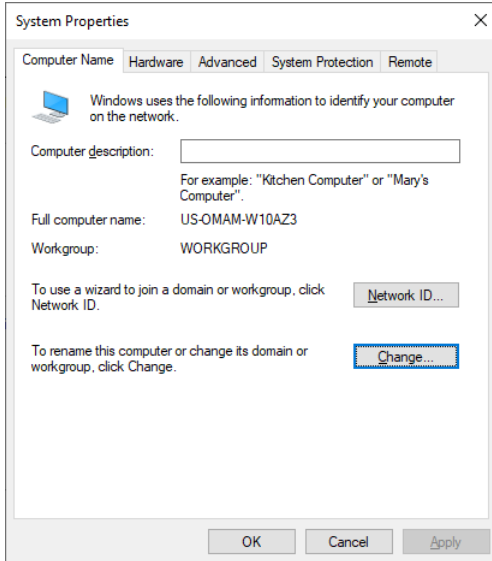 System Properties
Computer Name
Hardware
Advanced
System Protection
Remote
Windows uses the following information to identify your computer
on the network.
Computer description:
For example: "Kitchen Computer" or "Mary's
Computer".
Full computer name:
US-OMAM-W10AZ3
Workgroup:
WORKGROUP
To use a wizard to join a domain or workgroup, click
Network ID.
Network ID...
To rename this computer or change its domain or
workgroup, click Change.
Change...
OK
Cancel
Apply